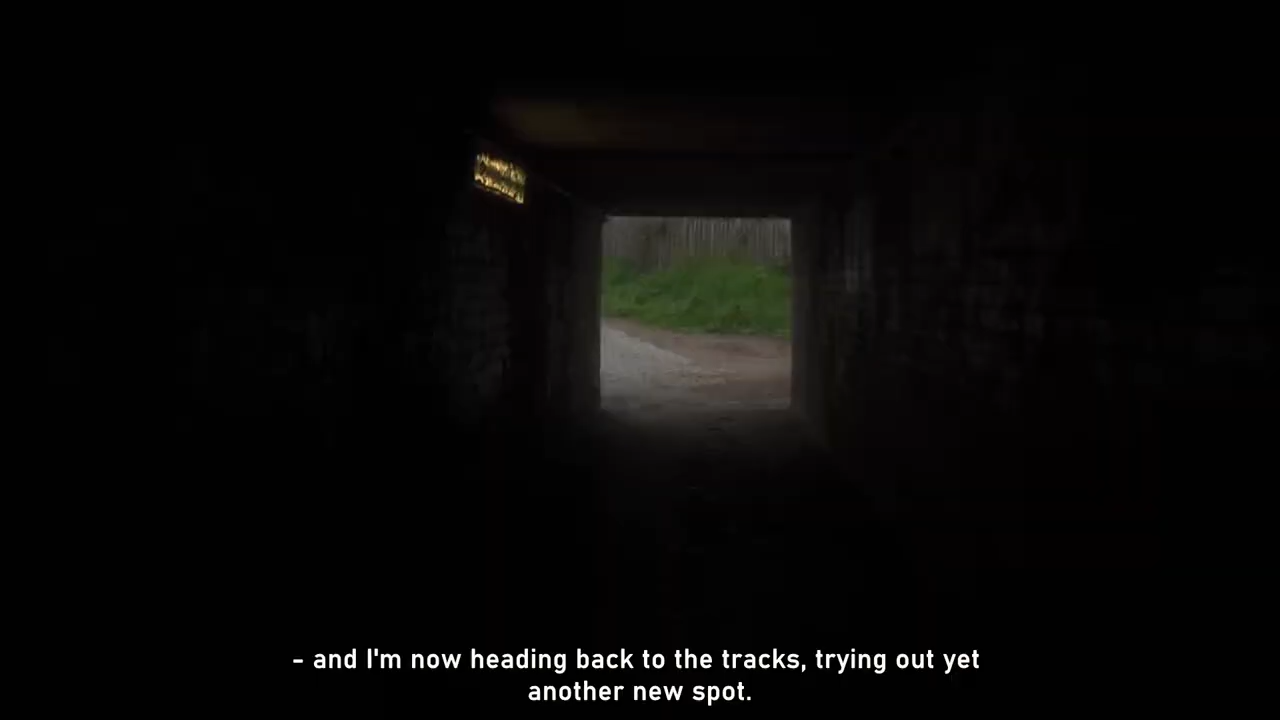 - and I'm now heading back to the tracks, trying out yet
another new spot.